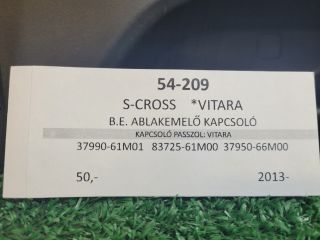 54-209
S-CROSS *VITARA
B.E. ABLAKEMELŐ KAPCSOLÓ
KAPCSOLÓ PASSZOL: VITARA
37990-61M01 83725-61M00 37950-66M00
50,- 2013-